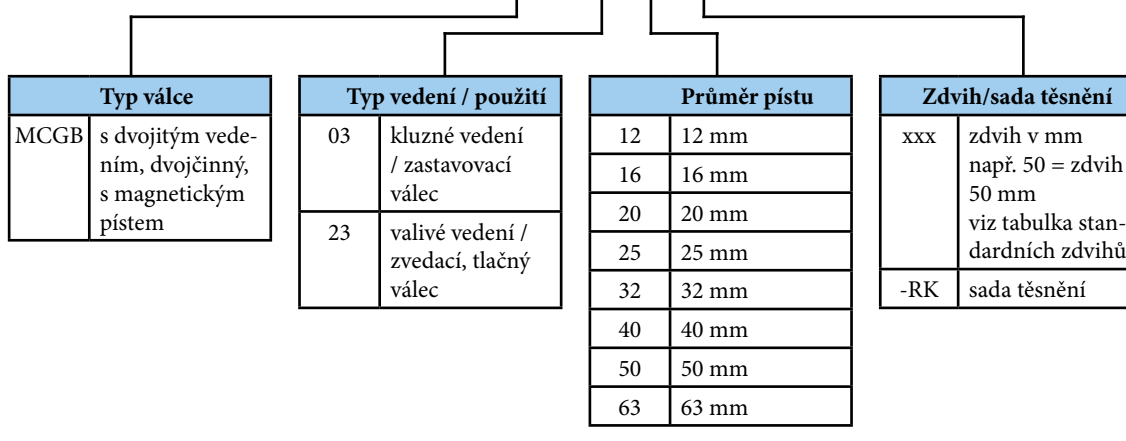 Typ válce
MCGB s dvojitým vede-
ním, dvojčinný,
s magnetickým
pístem
Typ vedení / použití
03 kluzné vedení
/ zastavovací
válec
23 valivé vedení /
zvedací, tlačný
válec
Průměr pístu
12 12 mm
16 16 mm
20 20 mm
25 25 mm
32 32 mm
40 40 mm
50 50 mm
63 63 mm
Zdvih/sada těsnění
xxx zdvih v mm
např. 50 = zdvih
50 mm
viz tabulka stan-
dardních zdvihů
-RK sada těsnění